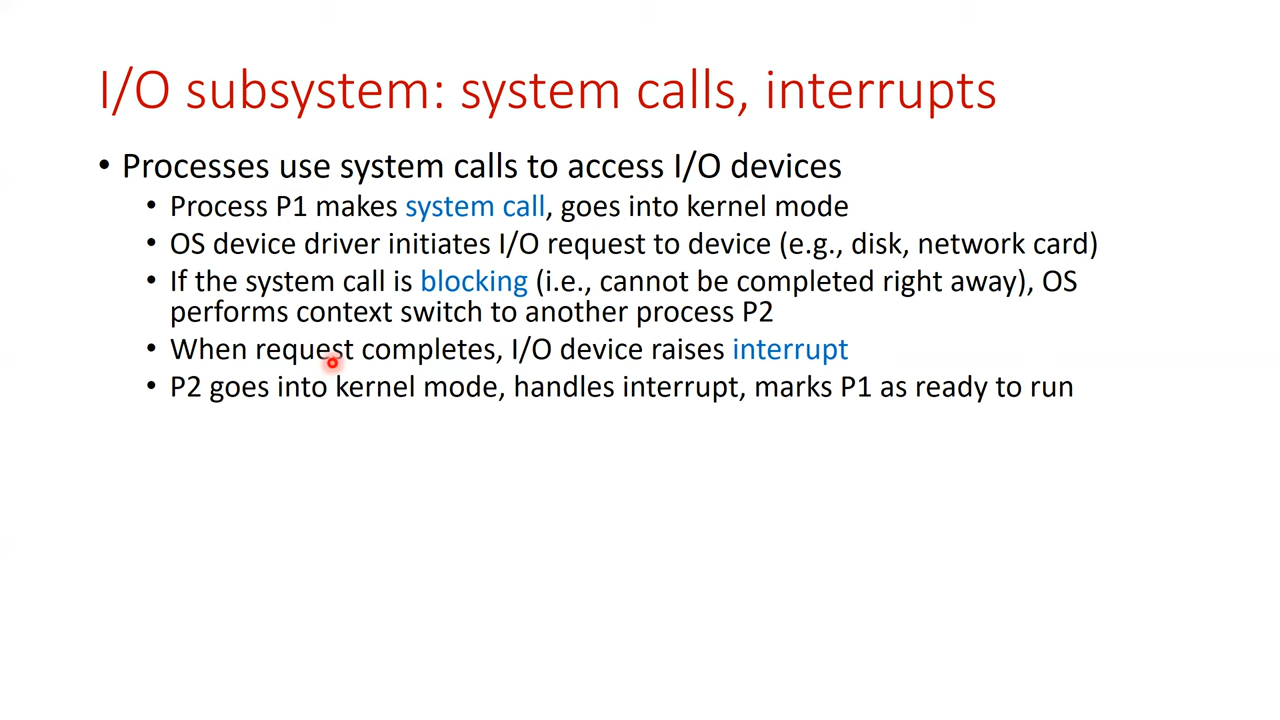 I/O subsystem: system calls, interrupts
• Processes use system calls to access I/O devices
• Process P1 makes system call, goes into kernel mode
• OS device driver initiates I/O request to device (e.g., disk, network card)
• If the system call is blocking (i.e., cannot be completed right away), OS
performs context switch to another process P2
• When request completes, I/O device raises interrupt
• P2 goes into kernel mode, handles interrupt, marks P1 as ready to run